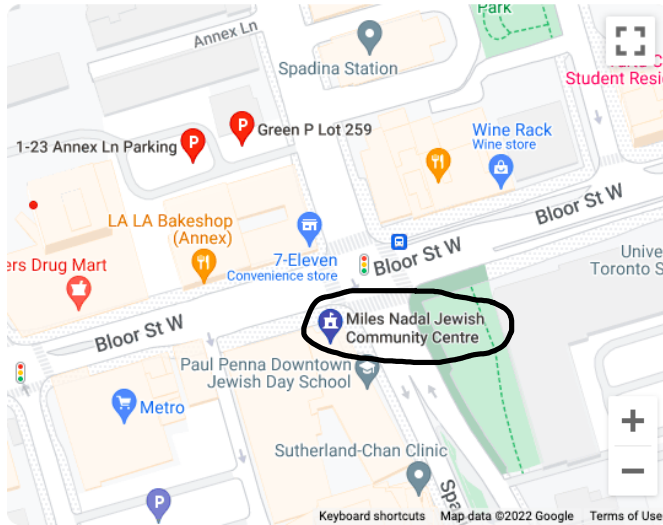 Park
Annex Ln
Spadina Station
Student Resi
1-23 Annex Ln Parking
P
P
Green P Lot 259
Wine Rack
Wine store
LA LA Bakeshop
(Annex)
Bloor St W
7-Eleven
Convenience store
Bloor St W
Unive
Toronto S
ers Drug Mart
Bloor St W
Miles Nadal Jewish
Community Centre
Paul Penna Downtown
Jewish Day School
Metro
Sutherland-Chan Clinic
Spa
P
Keyboard shortcuts
Map data ©2022 Google
Terms of Use